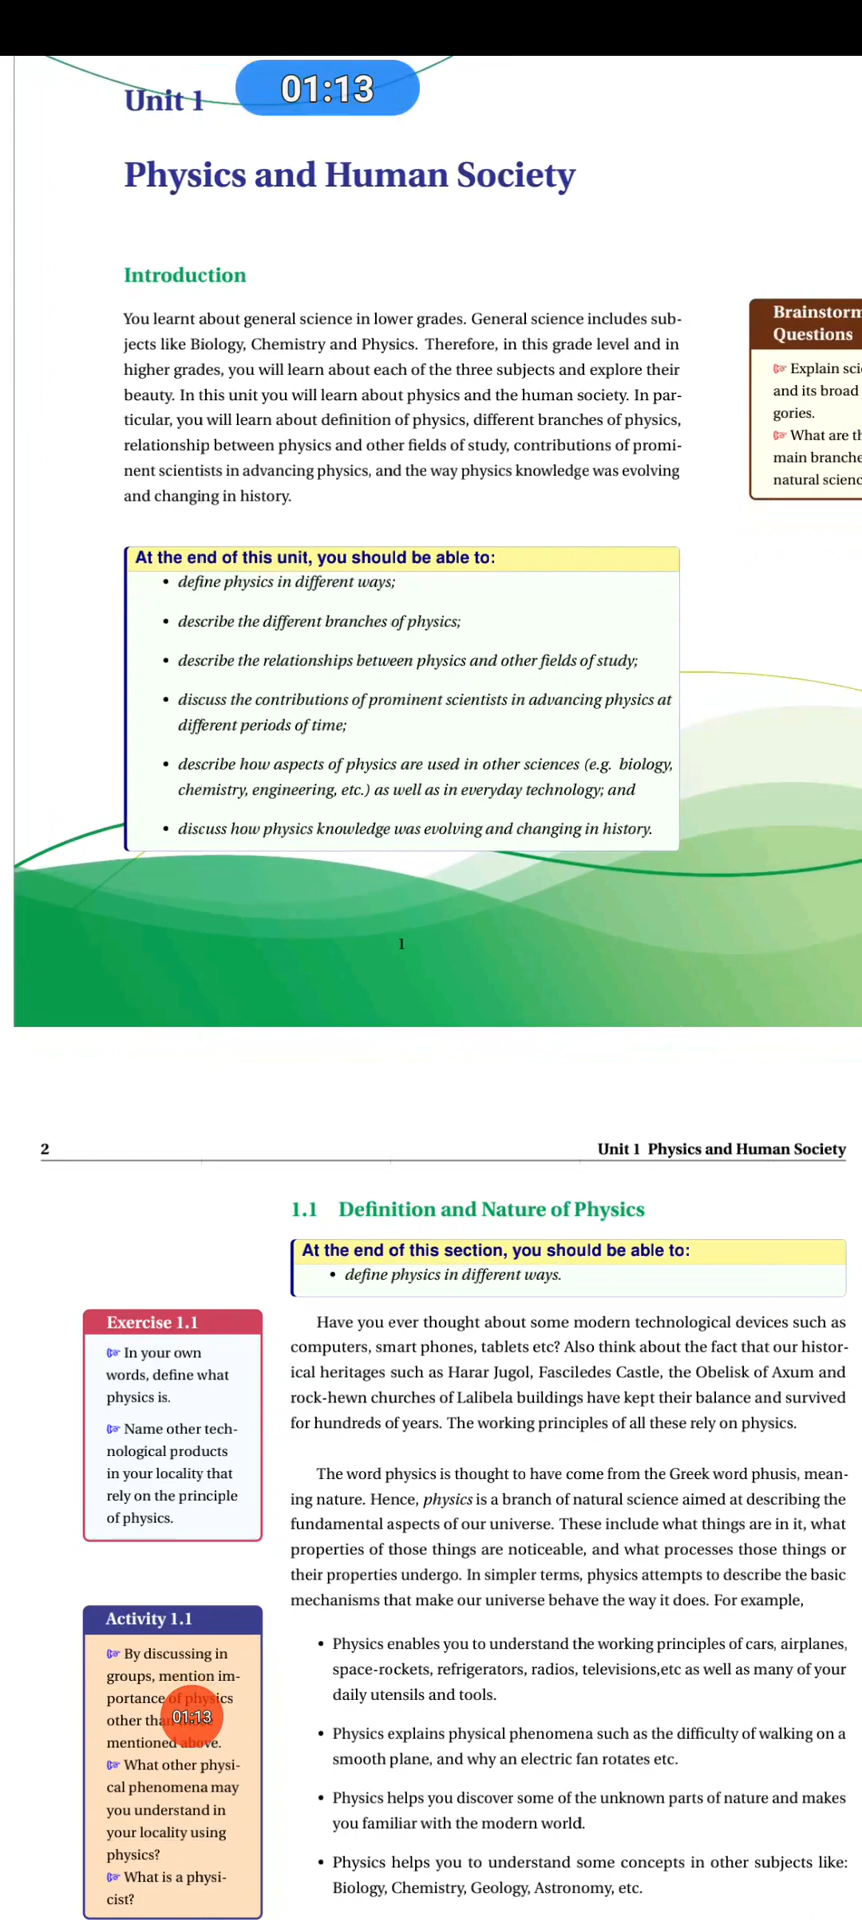 Unit 1
01:13
Physics and Human Society
Introduction
You learnt about general science in lower grades. General science includes sub-
jects like Biology, Chemistry and Physics. Therefore, in this grade level and in
higher grades, you will learn about each of the three subjects and explore their
beauty. In this unit you will learn about physics and the human society. In par-
ticular, you will learn about definition of physics, different branches of physics,
relationship between physics and other fields of study, contributions of promi-
nent scientists in advancing physics, and the way physics knowledge was evolving
and changing in history.
Brainstorm
Questions
☞ Explain sci
and its broad
gories.
☞ What are th
main branche
natural scienc
At the end of this unit, you should be able to:
• define physics in different ways;
• describe the different branches of physics;
• describe the relationships between physics and other fields of study;
• discuss the contributions of prominent scientists in advancing physics at
different periods of time;
• describe how aspects of physics are used in other sciences (e.g. biology,
chemistry, engineering, etc.) as well as in everyday technology; and
• discuss how physics knowledge was evolving and changing in history.
1
2
Unit 1 Physics and Human Society
1.1 Definition and Nature of Physics
At the end of this section, you should be able to:
• define physics in different ways.
Exercise 1.1
☞ In your own
words, define what
physics is.
☞ Name other tech-
nological products
in your locality that
rely on the principle
of physics.
Have you ever thought about some modern technological devices such as
computers, smart phones, tablets etc? Also think about the fact that our histor-
ical heritages such as Harar Jugol, Fasciledes Castle, the Obelisk of Axum and
rock-hewn churches of Lalibela buildings have kept their balance and survived
for hundreds of years. The working principles of all these rely on physics.
The word physics is thought to have come from the Greek word phusis, mean-
ing nature. Hence, physics is a branch of natural science aimed at describing the
fundamental aspects of our universe. These include what things are in it, what
properties of those things are noticeable, and what processes those things or
their properties undergo. In simpler terms, physics attempts to describe the basic
mechanisms that make our universe behave the way it does. For example,
Activity 1.1
☞ By discussing in
groups, mention im-
portance of physics
other than
01:13
mentioned above.
☞ What other physi-
cal phenomena may
you understand in
your locality using
physics?
☞ What is a physi-
cist?
• Physics enables you to understand the working principles of cars, airplanes,
space-rockets, refrigerators, radios, televisions,etc as well as many of your
daily utensils and tools.
• Physics explains physical phenomena such as the difficulty of walking on a
smooth plane, and why an electric fan rotates etc.
• Physics helps you discover some of the unknown parts of nature and makes
you familiar with the modern world.
• Physics helps you to understand some concepts in other subjects like:
Biology, Chemistry, Geology, Astronomy, etc.